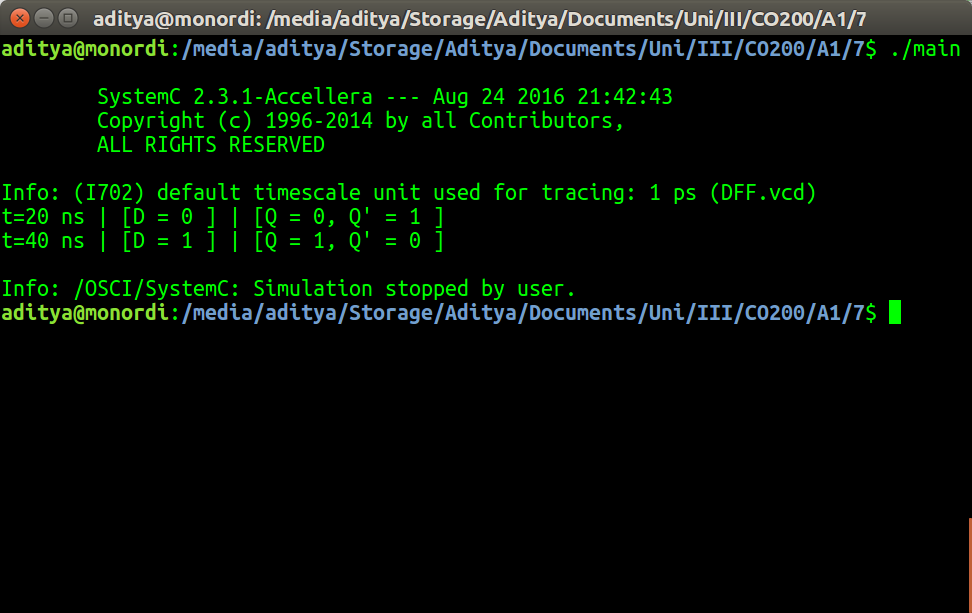 aditya@monordi: /media/aditya/Storage/Aditya/Documents/Uni/III/CO200/A1/7
aditya@monordi:/media/aditya/Storage/Aditya/Documents/Uni/III/CO200/A1/7$ ./main
SystemC 2.3.1-Accellera --- Aug 24 2016 21:42:43
Copyright (c) 1996-2014 by all Contributors,
ALL RIGHTS RESERVED
Info: (I702) default timescale unit used for tracing: 1 ps (DFF.vcd)
t=20 ns | [D = 0 ] | [Q = 0, Q' = 1 ]
t=40 ns | [D = 1 ] | [Q = 1, Q' = 0 ]
Info: /OSCI/SystemC: Simulation stopped by user.
aditya@monordi:/media/aditya/Storage/Aditya/Documents/Uni/III/CO200/A1/7$